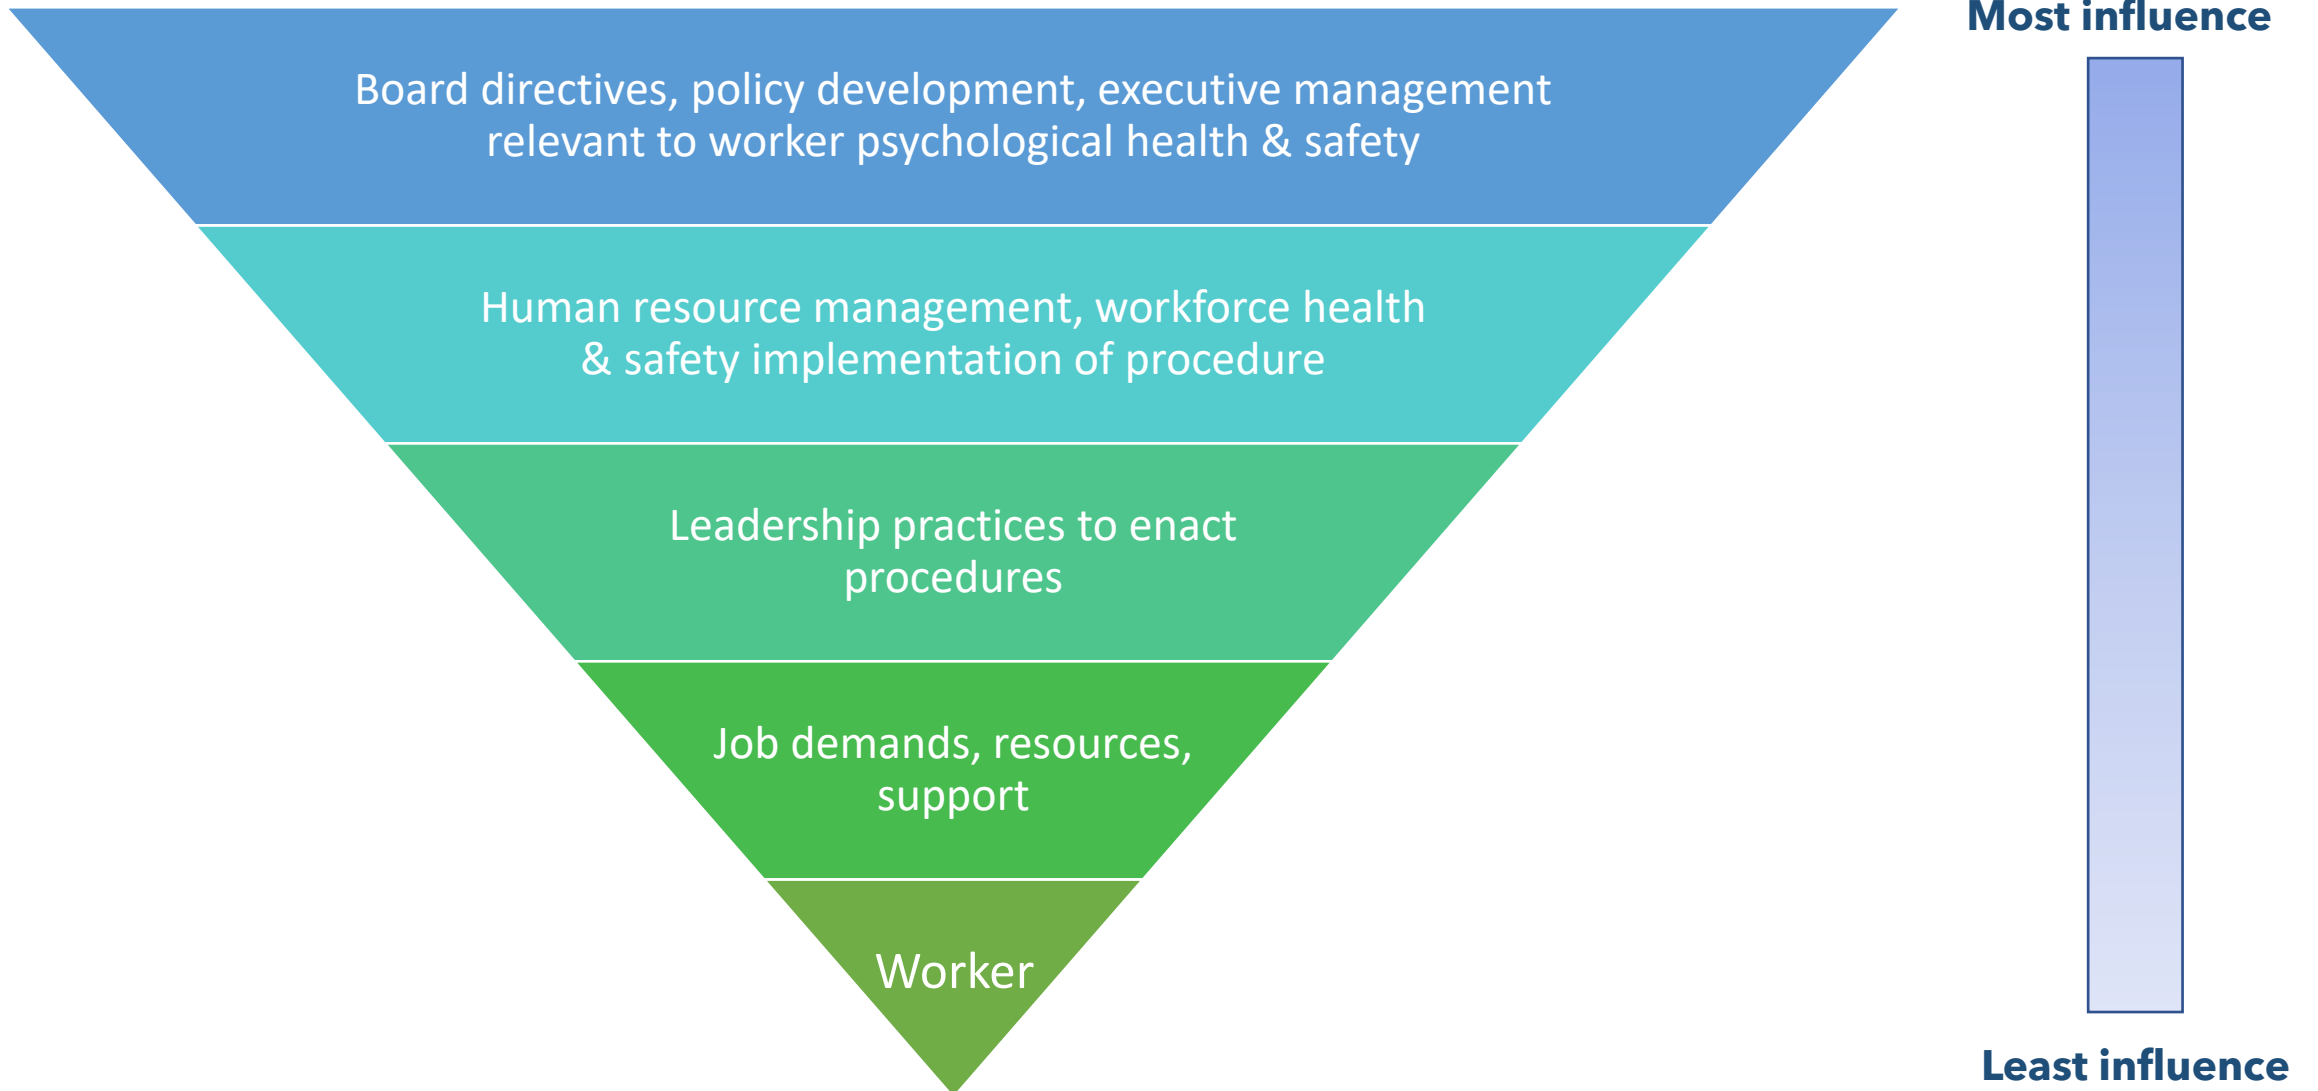 Most influence
Board directives, policy development, executive management
relevant to worker psychological health & safety
Human resource management, workforce health
& safety implementation of procedure
Leadership practices to enact
procedures
Job demands, resources,
support
Worker
Least influence